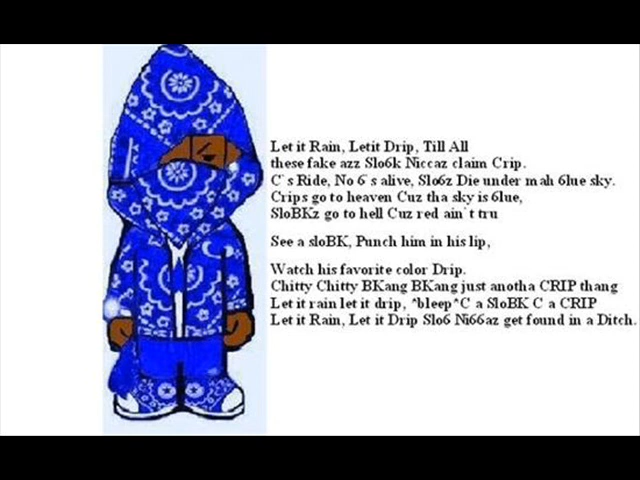 Let it Rain, Letit Drip, Till All
these fake azz Slo6k Niccaz claim Crip.
C`s Ride, No 6`s alive, Slo6z Die under mah 6lue sky.
Crips go to heaven Cuz tha sky is 6lue,
SloBKz go to hell Cuz red ain`t tru
See a sloBK, Punch him in his lip,
Watch his favorite color Drip.
Chitty Chitty BKang BKang just anotha CRIP thang
Let it rain let it drip, *bleep*C a SloBK C a CRIP
Let it Rain, Let it Drip Slo6 Ni66az get found in a Ditch.